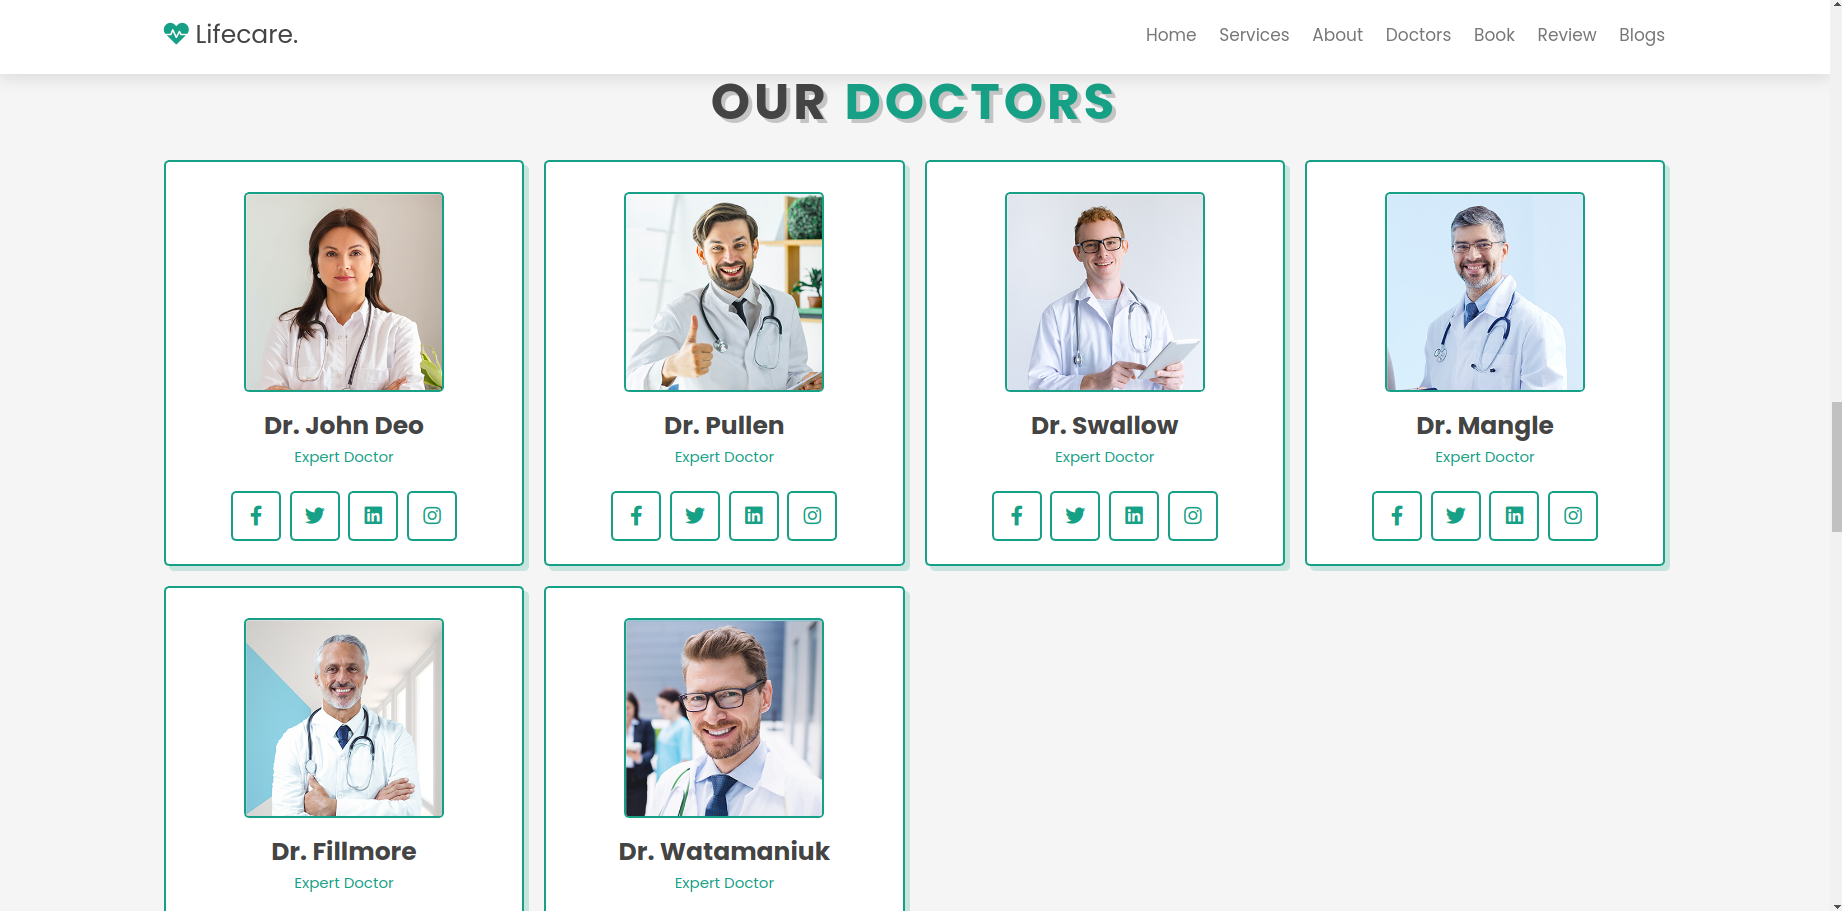 Lifecare.
Home Services About Doctors Book Review Blogs
OUR DOCTORS
Dr. John Deo
Expert Doctor
Dr. Pullen
Expert Doctor
Dr. Swallow
Expert Doctor
Dr. Mangle
Expert Doctor
Dr. Fillmore
Expert Doctor
Dr. Watamaniuk
Expert Doctor